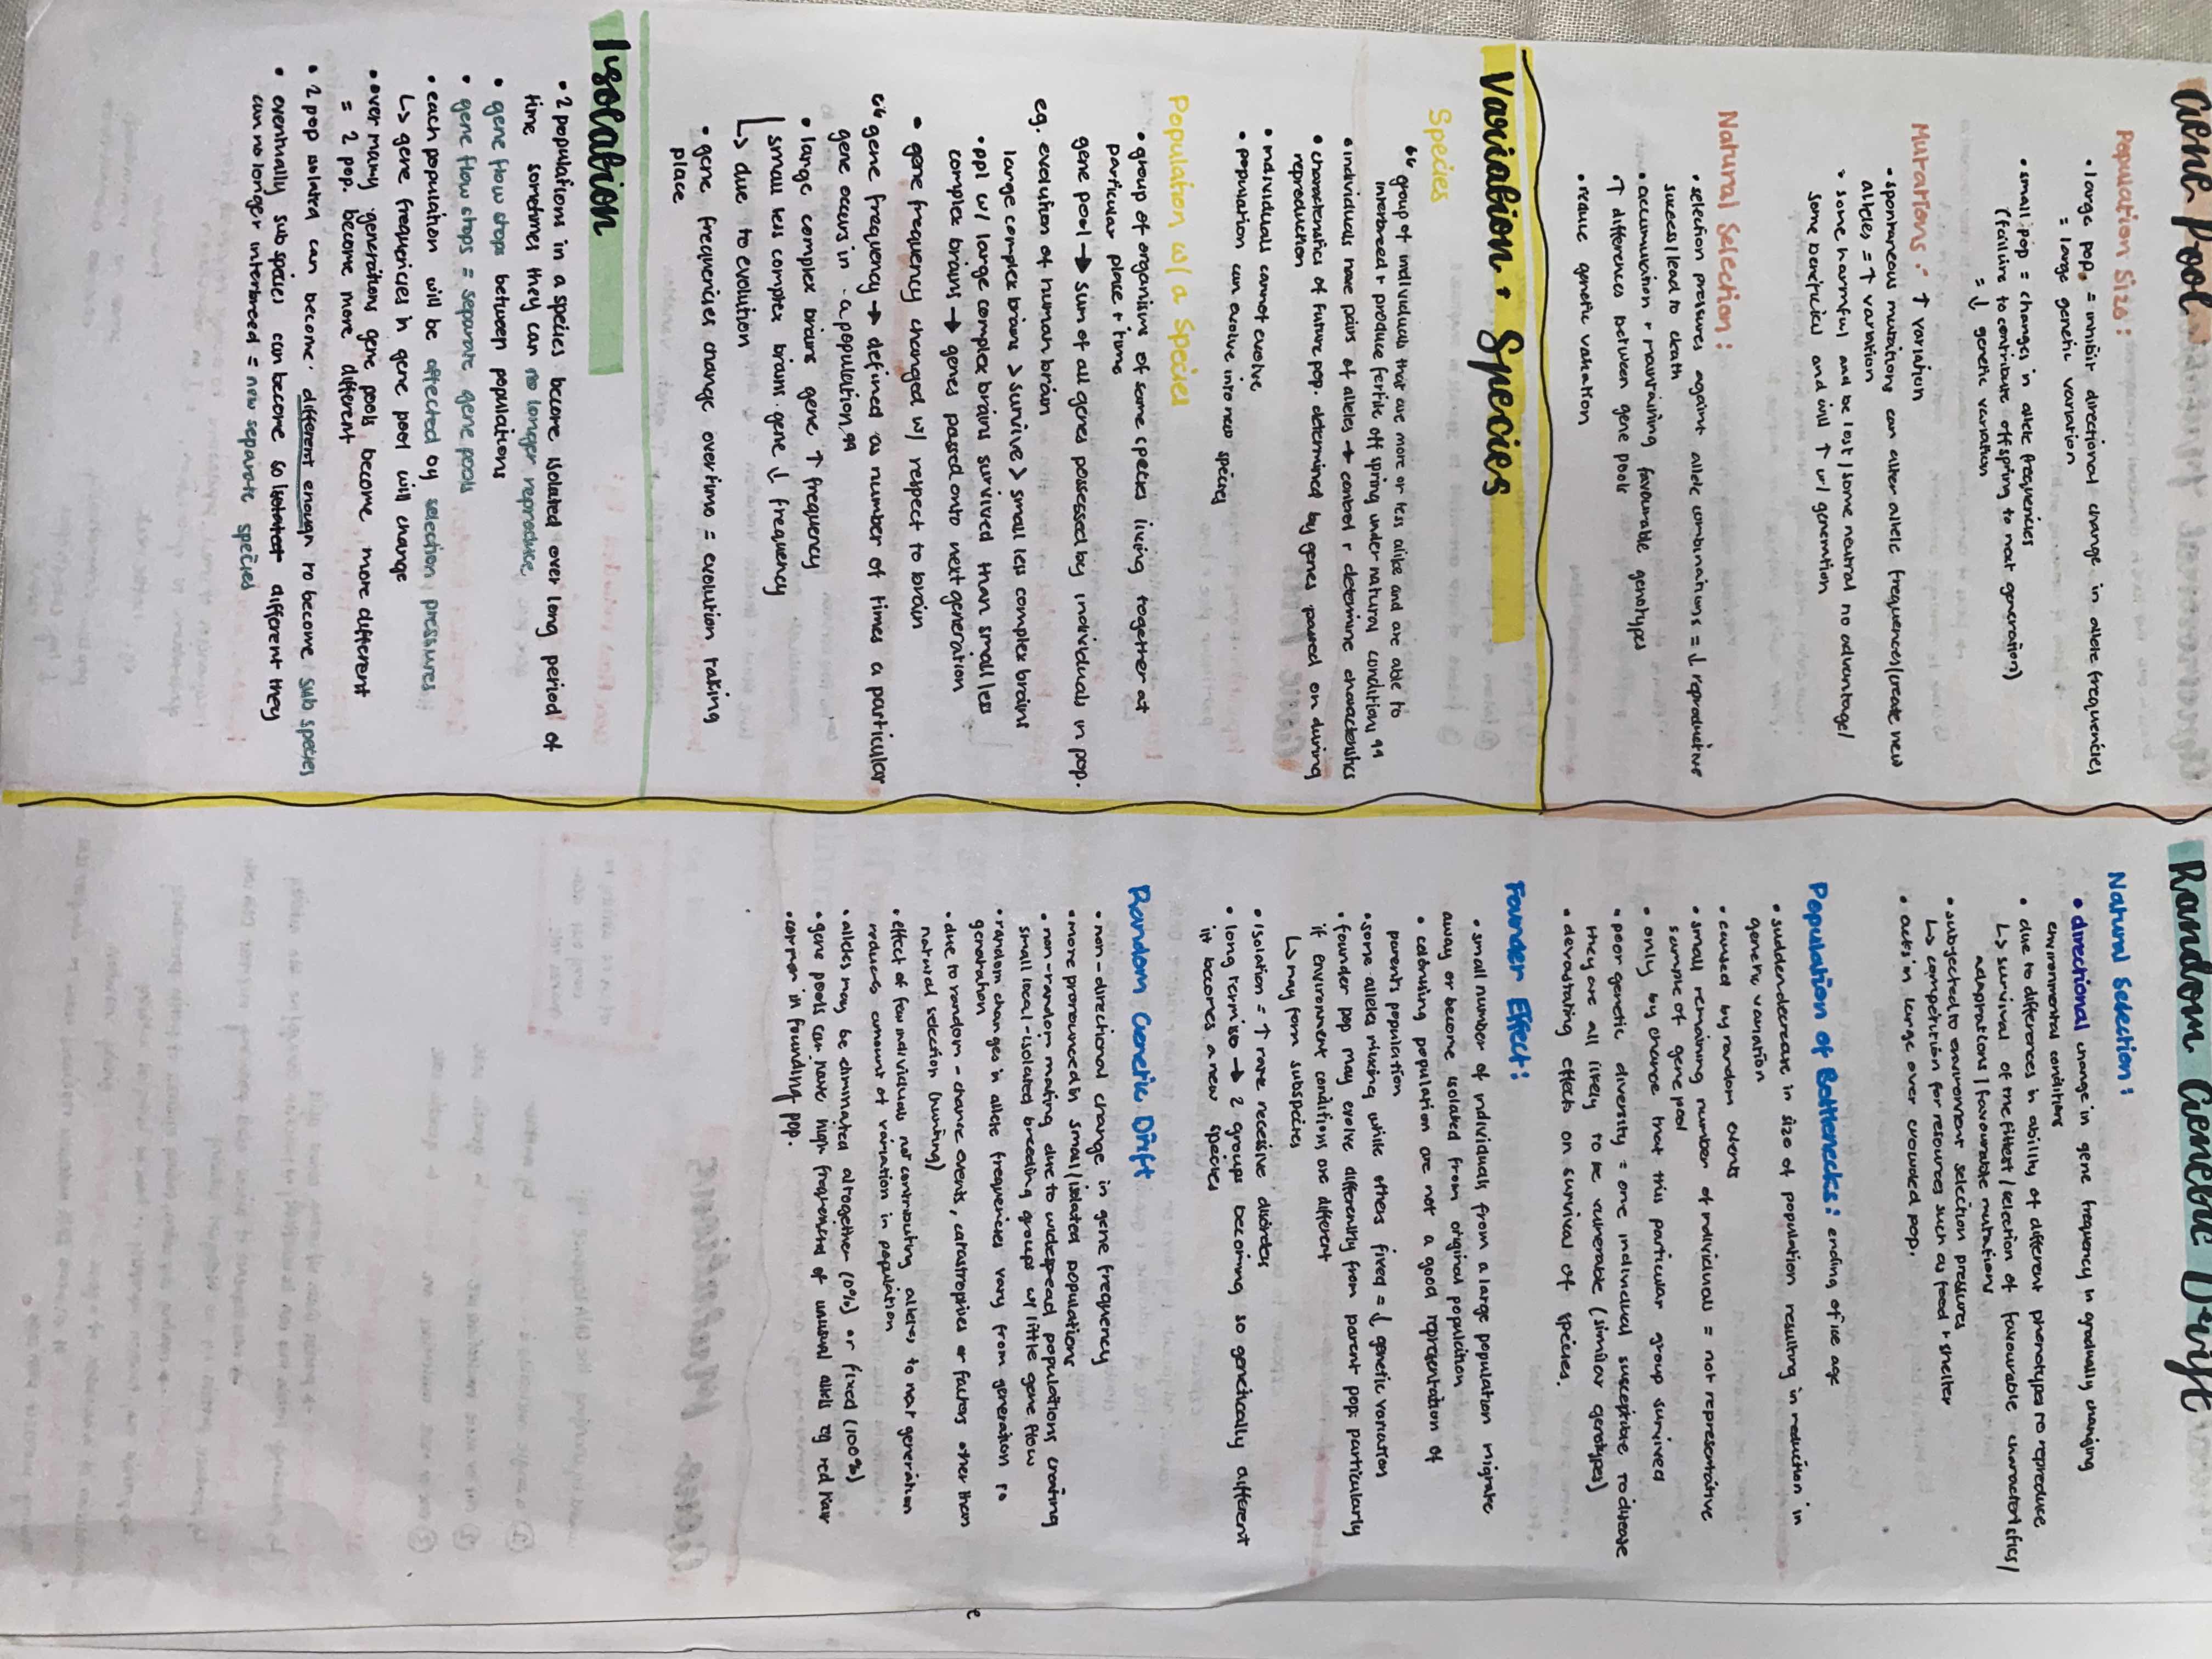 Gene Pool
Population Size:
• large pop. = inhibit directional change in allele frequencies
= large genetic variation
• small pop = changes in allele frequencies
(failure to contribute offspring to next generation)
= ↓ genetic variation
Mutations: ↑ variation
• spontaneous mutations can alter allelic frequencies/create new
alleles = ↑ variation
• some harmful and be lost / some neutral no advantage/
some beneficial and will ↑ w/ generation
Natural Selection:
• selection pressures against allele combinations = ↓ reproductive
success/lead to death
• accumulation + maintaining favourable genotypes
↑ differences between gene pools
• reduce genetic variation
Variation + Species
Species
“ group of individuals that are more or less alike and are able to
interbreed + produce fertile off spring under natural conditions ”
• individuals have pairs of alleles → control + determine characteristics
• characteristics of future pop. determined by genes passed on during
reproduction
• individuals cannot evolve
• population can evolve into new species
Population w/ a Species
• group of organisms of same species living together at
particular place + time
gene pool → sum of all genes possessed by individuals in pop.
eg. evolution of human brain
large complex brains > survive > small less complex brains
• ppl w/ large complex brains survived than small less
complex brains → genes passed onto next generation
• gene frequency changed w/ respect to brain
“ gene frequency → defined as number of times a particular
gene occurs in a population ”
• large complex brains gene ↑ frequency
small less complex brains gene ↓ frequency
↳ due to evolution
• gene frequencies change overtime = evolution taking
place
Isolation
• 2 populations in a species become isolated over long period of
time sometimes they can no longer reproduce
• gene flow stops between populations
• gene flow stops = separate gene pools
• each population will be affected by selection pressures
↳ gene frequencies in gene pool will change
• over many generations gene pools become more different
= 2 pop. become more different
• 2 pop isolated can become different enough to become sub species
• eventually sub species can become so isolated different they
can no longer interbreed = new separate species
Random Genetic Drift
Natural Selection:
• directional change in gene frequency in gradually changing
environmental conditions
• due to differences in ability of different phenotypes to reproduce
↳ survival of the fittest / selection of favourable characteristics/
adaptations / favourable mutations
• subjected to environment selection pressures
↳ competition for resources such as food + shelter
• acts in large over crowded pop.
Population of Bottlenecks: ending of ice age
• sudden decrease in size of population resulting in reduction in
genetic variation
• caused by random events
• small remaining number of individuals = not representative
sample of gene pool
• only by chance that this particular group survived
• poor genetic diversity = one individual susceptible to disease
they are all likely to be vulnerable (similar genotypes)
• devastating effects on survival of species.
Founder Effect:
• small number of individuals from a large population migrate
away or become isolated from original population
• colonising population are not a good representation of
parents population
• some alleles missing while others fixed = ↓ genetic variation
• founder pop may evolve differently from parent pop. particularly
if environment conditions are different
↳ may form subspecies
• isolation = ↑ rare recessive disorders
• long term iso → 2 groups becoming so genetically different
it becomes a new species
Random Genetic Drift
• non-directional change in gene frequency
• more pronounced in small/isolated populations
• non-random mating due to widespread populations creating
small local-isolated breeding groups w/ little gene flow
• random changes in allele frequencies vary from generation to
generation
• due to random-chance events, catastrophies or factors other than
natural selection (hunting)
• effect of few individuals not contributing alleles to next generation
reduces amount of variation in population
• alleles may be eliminated altogether (0%) or fixed (100%)
• gene pools can have high frequencies of unusual allels eg red hair
• common in founding pop.